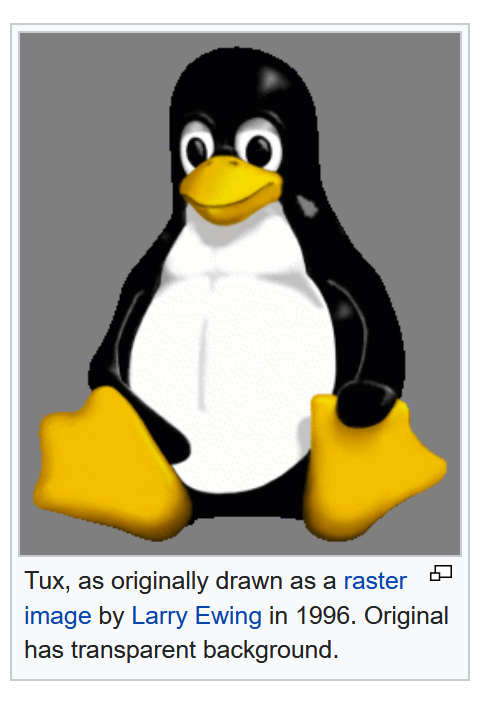 Tux, as originally drawn as a raster
image by Larry Ewing in 1996. Original
has transparent background.